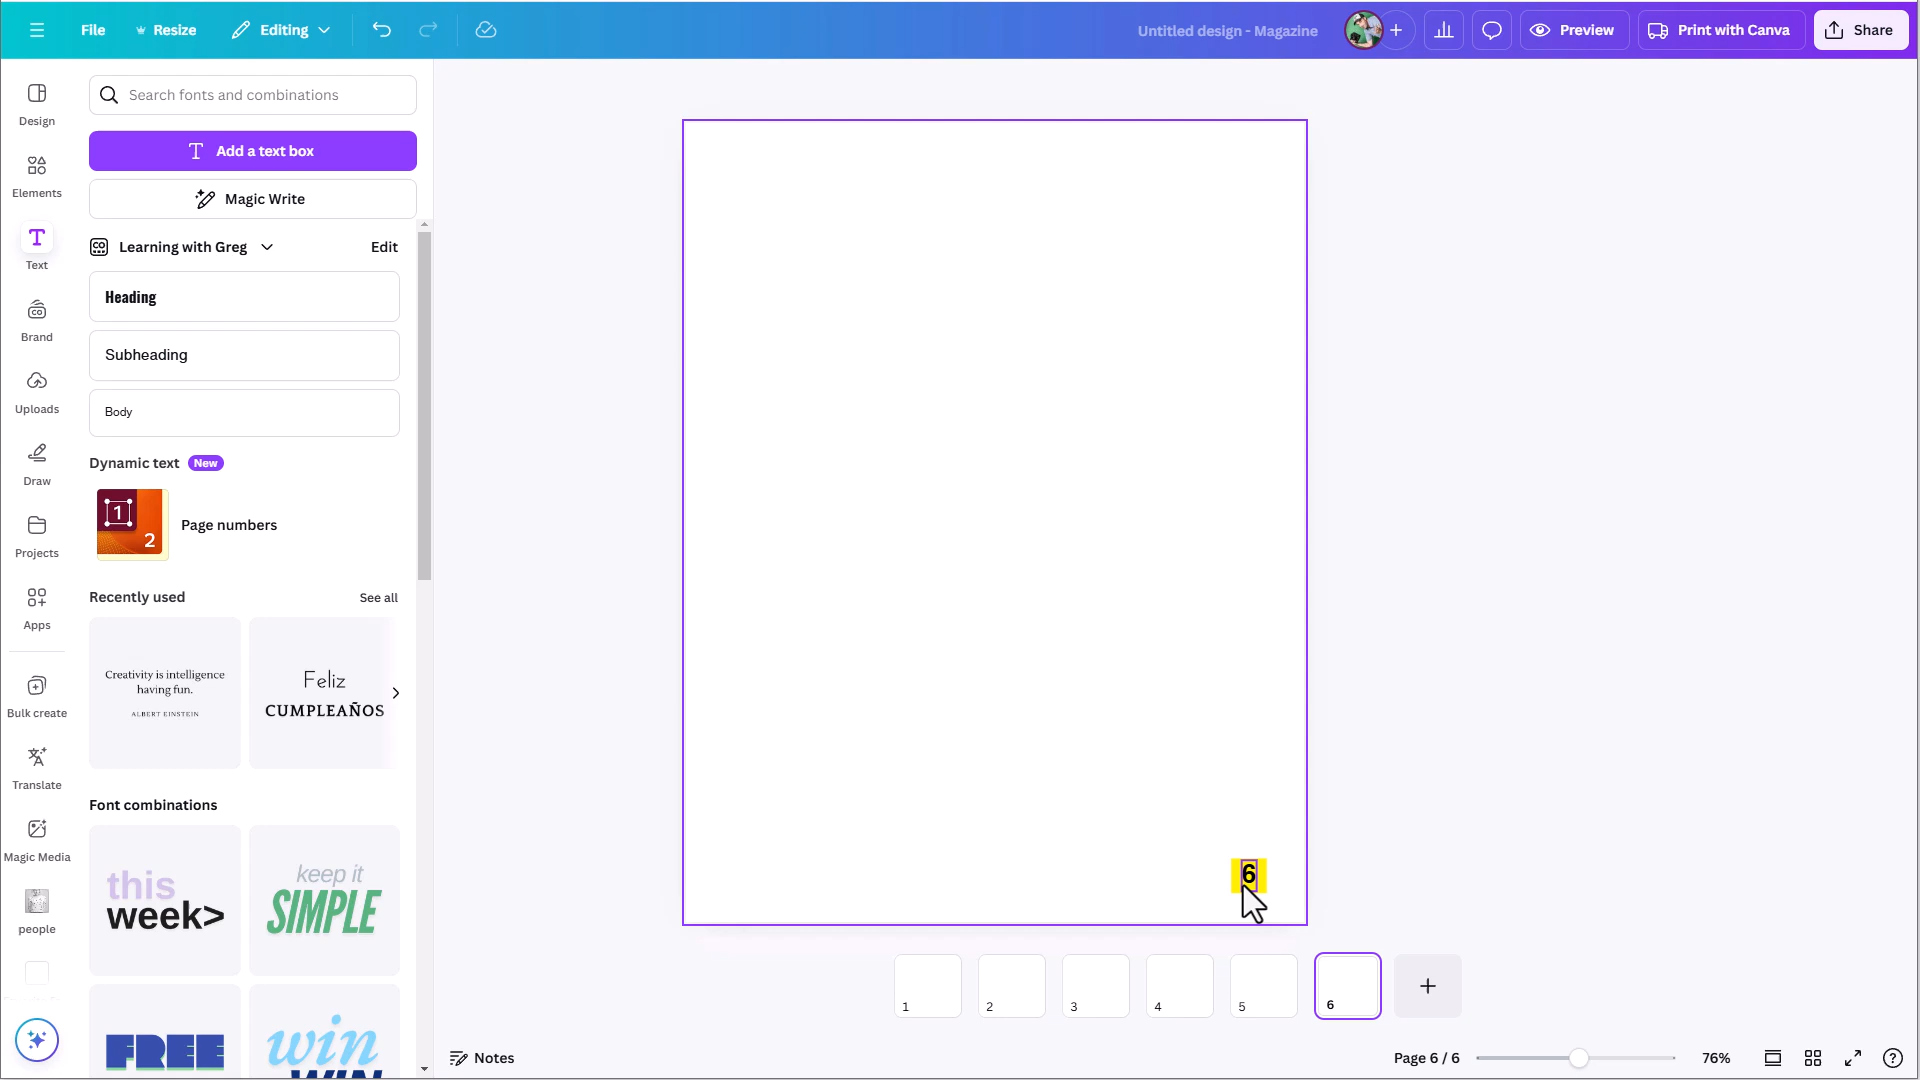 File
Resize
Editing
Untitled design - Magazine
Preview
Print with Canva
Share
Design
Elements
Text
Brand
Uploads
Draw
Projects
Apps
Bulk create
Translate
Magic Media
people
Search fonts and combinations
Add a text box
Magic Write
Learning with Greg
Edit
Heading
Subheading
Body
Dynamic text New
1
2
Page numbers
Recently used
See all
Creativity is intelligence
having fun.
ALBERT EINSTEIN
Feliz
CUMPLEAÑOS
Font combinations
this
week>
keep it
SIMPLE
FREE
win
WIN
6
1
2
3
4
5
6
Notes
Page 6 / 6
76%